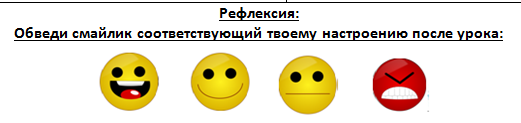 Рефлексия:
Обведи смайлик соответствующий твоему настроению после урока: